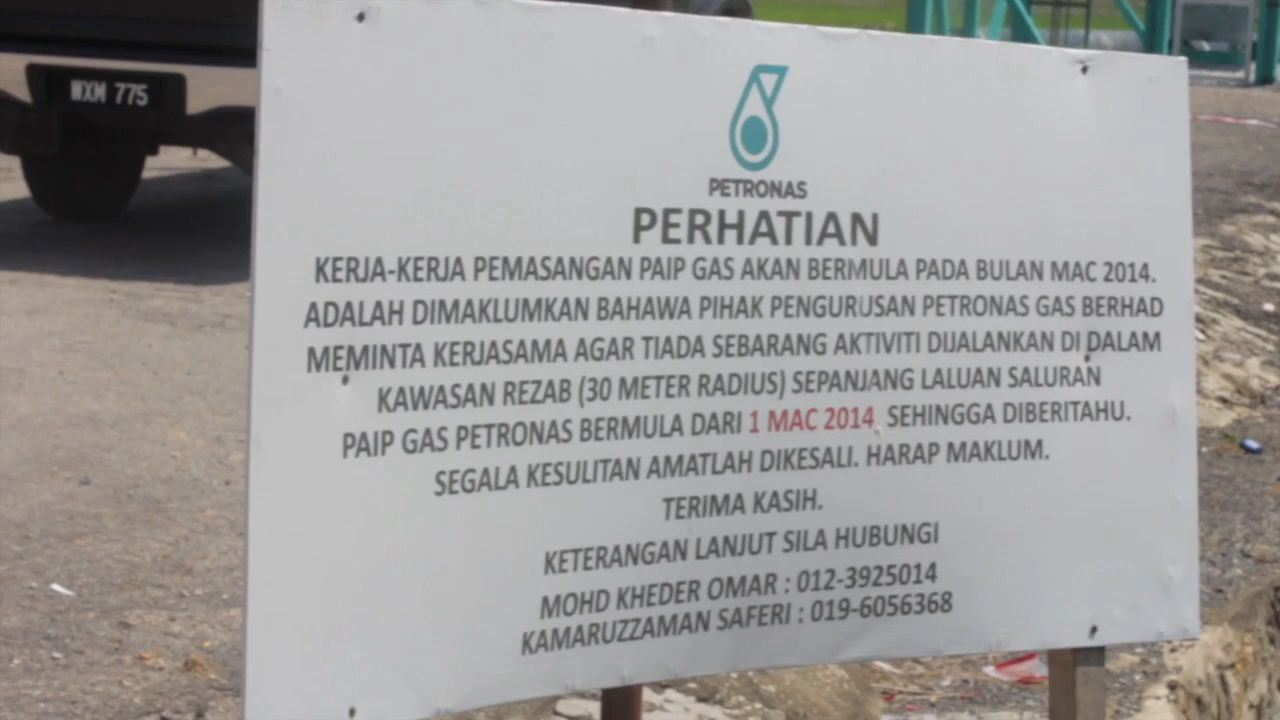 WXM 775
PETRONAS
PERHATIAN
KERJA-KERJA PEMASANGAN PAIP GAS AKAN BERMULA PADA BULAN MAC 2014.
ADALAH DIMAKLUMKAN BAHAWA PIHAK PENGURUSAN PETRONAS GAS BERHAD
MEMINTA KERJASAMA AGAR TIADA SEBARANG AKTIVITI DIJALANKAN DI DALAM
KAWASAN REZAB (30 METER RADIUS) SEPANJANG LALUAN SALURAN
PAIP GAS PETRONAS BERMULA DARI 1 MAC 2014, SEHINGGA DIBERITAHU.
SEGALA KESULITAN AMATLAH DIKESALI. HARAP MAKLUM.
TERIMA KASIH.
KETERANGAN LANJUT SILA HUBUNGI
MOHD KHEDER OMAR : 012-3925014
KAMARUZZAMAN SAFERI : 019-6056368